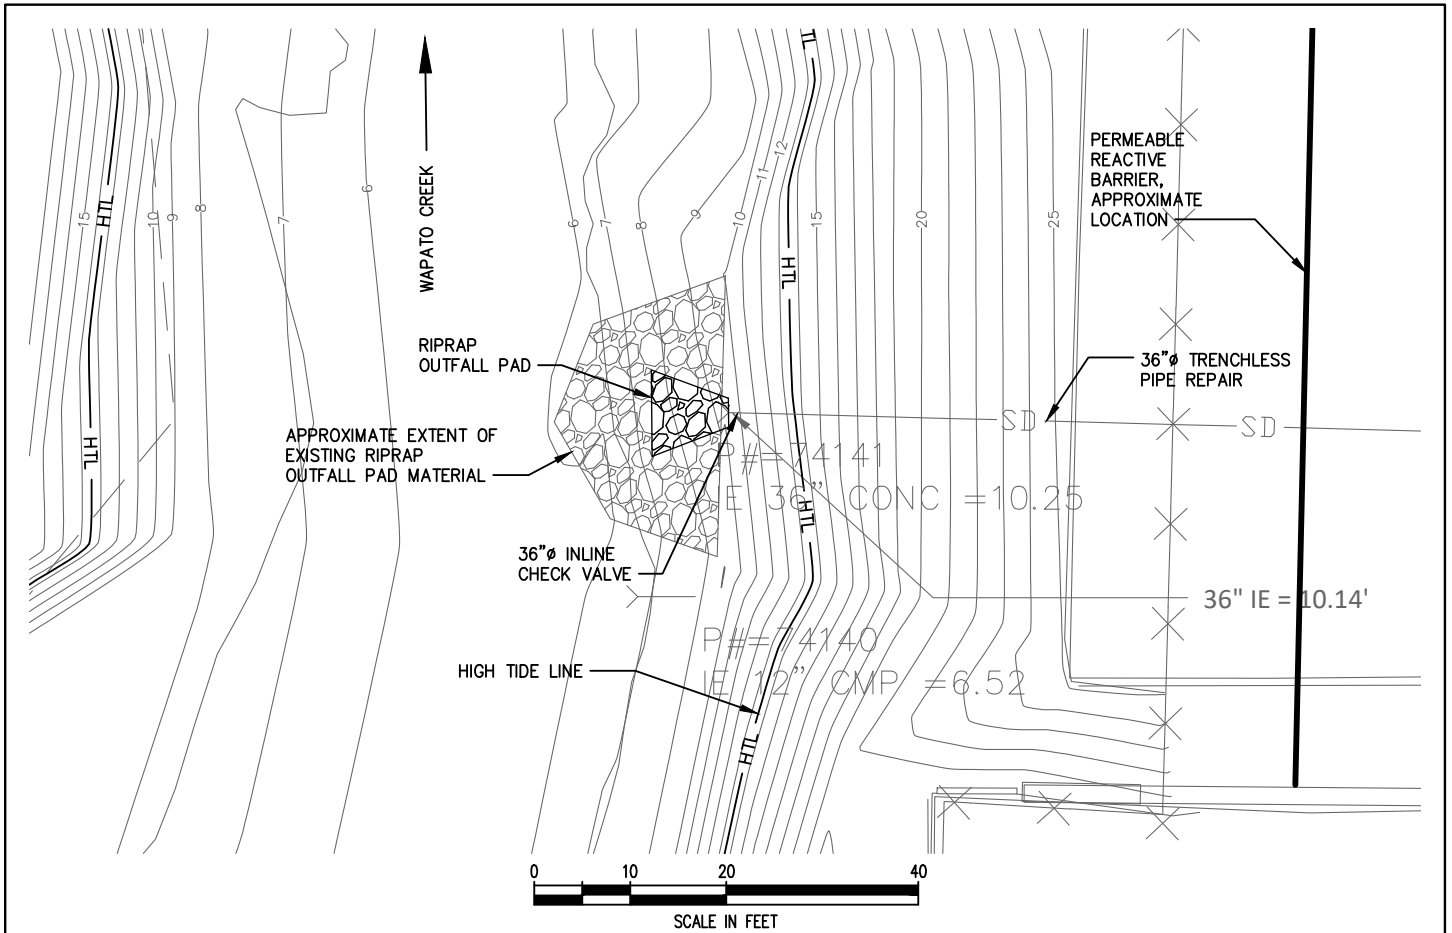 HTL
12
11
PERMEABLE
REACTIVE
BARRIER,
APPROXIMATE
LOCATION
WAPATO CREEK
6
HTL
15
10
9
8
7
6
7
8
9
10
15
20
25
HTL
RIPRAP
OUTFALL PAD
36"ø TRENCHLESS
PIPE REPAIR
SD
SD
APPROXIMATE EXTENT OF
EXISTING RIPRAP
OUTFALL PAD MATERIAL
HTL
P#=74141
IE 36" CONC =10.25
HTL
36"ø INLINE
CHECK VALVE
36" IE = 10.14'
P#=74140
IE 12" CMP =6.52
HIGH TIDE LINE
HTL
0 10 20 40
SCALE IN FEET